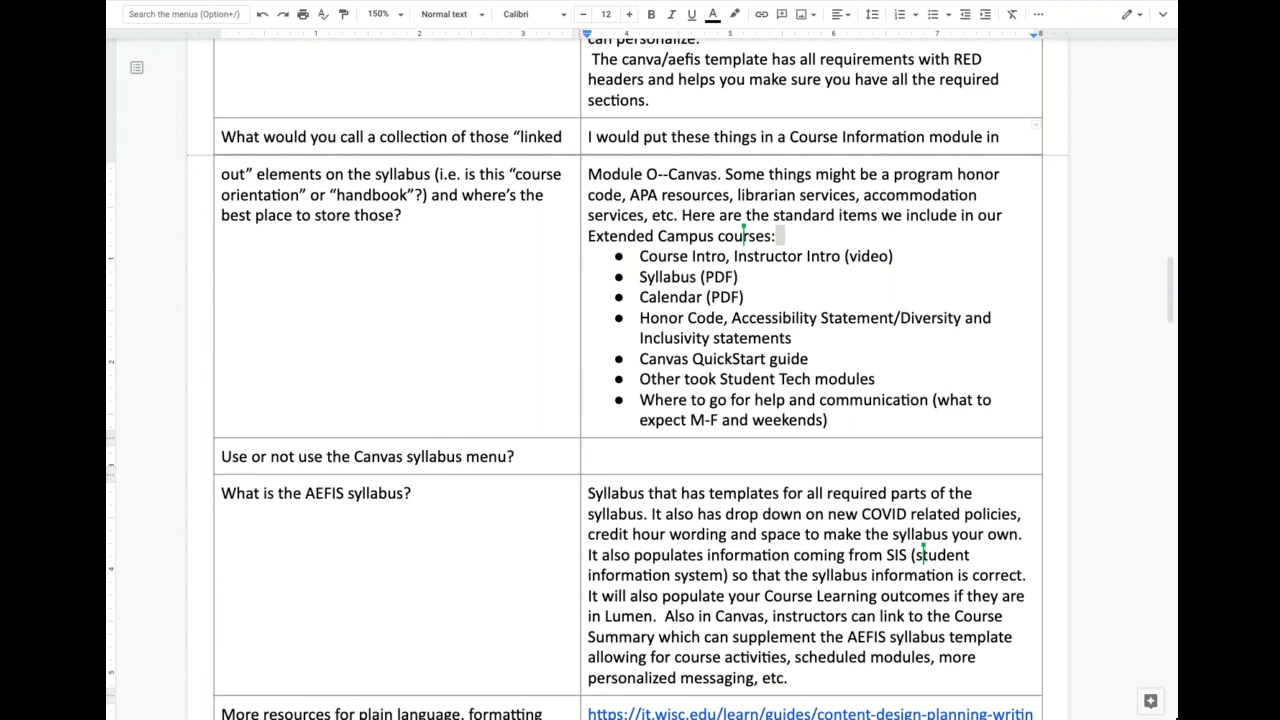 Search the menus (Option+/)
150%
Normal text
Calibri
12
B I U A
1 2 3 4 5 6 7 8
can personalize.
The canva/aefis template has all requirements with RED
headers and helps you make sure you have all the required
sections.
What would you call a collection of those “linked
I would put these things in a Course Information module in
out” elements on the syllabus (i.e. is this “course
orientation” or “handbook”?) and where’s the
best place to store those?
Module O--Canvas. Some things might be a program honor
code, APA resources, librarian services, accommodation
services, etc. Here are the standard items we include in our
Extended Campus courses:
● Course Intro, Instructor Intro (video)
● Syllabus (PDF)
● Calendar (PDF)
● Honor Code, Accessibility Statement/Diversity and
Inclusivity statements
● Canvas QuickStart guide
● Other took Student Tech modules
● Where to go for help and communication (what to
expect M-F and weekends)
Use or not use the Canvas syllabus menu?
What is the AEFIS syllabus?
Syllabus that has templates for all required parts of the
syllabus. It also has drop down on new COVID related policies,
credit hour wording and space to make the syllabus your own.
It also populates information coming from SIS (student
information system) so that the syllabus information is correct.
It will also populate your Course Learning outcomes if they are
in Lumen.  Also in Canvas, instructors can link to the Course
Summary which can supplement the AEFIS syllabus template
allowing for course activities, scheduled modules, more
personalized messaging, etc.
More resources for plain language, formatting
https://it.wisc.edu/learn/guides/content-design-planning-writin
1
2
3
4
5